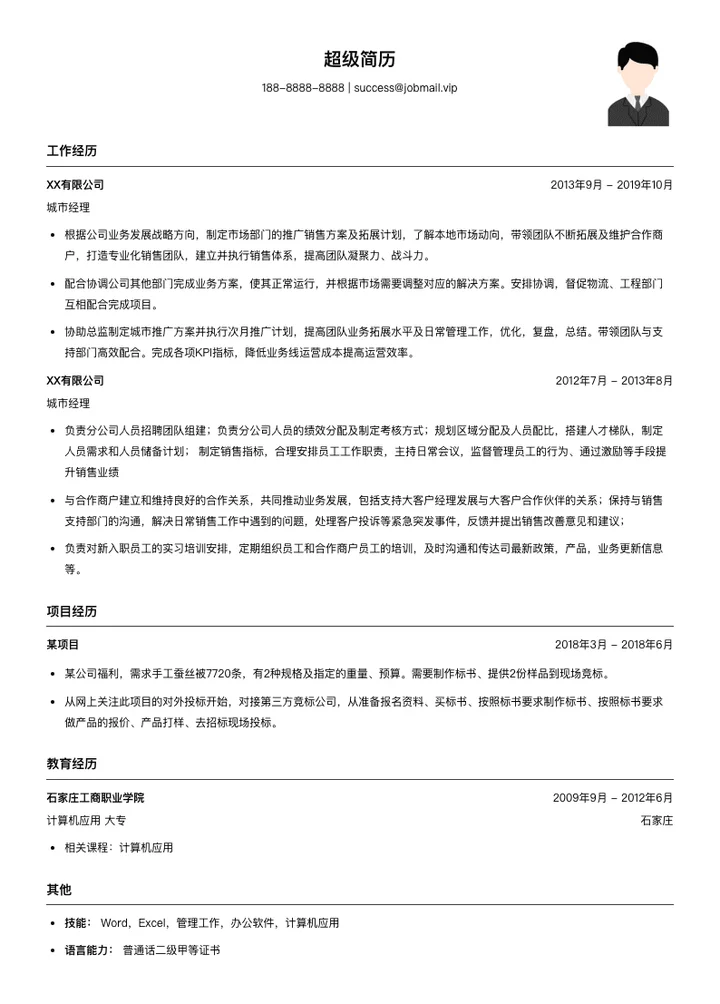 超级简历
188-8888-8888 | success@jobmail.vip
工作经历
XX有限公司 2013年9月 – 2019年10月
城市经理
• 根据公司业务发展战略方向，制定市场部门的推广销售方案及拓展计划，了解本地市场动向，带领团队不断拓展及维护合作商
户，打造专业化销售团队，建立并执行销售体系，提高团队凝聚力、战斗力。
• 配合协调公司其他部门完成业务方案，使其正常运行，并根据市场需要调整对应的解决方案。安排协调，督促物流、工程部门
互相配合完成项目。
• 协助总监制定城市推广方案并执行次月推广计划，提高团队业务拓展水平及日常管理工作，优化，复盘，总结。带领团队与支
持部门高效配合。完成各项KPI指标，降低业务线运营成本提高运营效率。
XX有限公司 2012年7月 – 2013年8月
城市经理
• 负责分公司人员招聘团队组建；负责分公司人员的绩效分配及制定考核方式；规划区域分配及人员配比，搭建人才梯队，制定
人员需求和人员储备计划； 制定销售指标，合理安排员工工作职责，主持日常会议，监督管理员工的行为、通过激励等手段提
升销售业绩
• 与合作商户建立和维持良好的合作关系，共同推动业务发展，包括支持大客户经理发展与大客户合作伙伴的关系；保持与销售
支持部门的沟通，解决日常销售工作中遇到的问题，处理客户投诉等紧急突发事件，反馈并提出销售改善意见和建议；
• 负责对新入职员工的实习培训安排，定期组织员工和合作商户员工的培训，及时沟通和传达司最新政策，产品，业务更新信息
等。
项目经历
某项目 2018年3月 – 2018年6月
• 某公司福利，需求手工蚕丝被7720条，有2种规格及指定的重量、预算。需要制作标书、提供2份样品到现场竞标。
• 从网上关注此项目的对外投标开始，对接第三方竞标公司，从准备报名资料、买标书、按照标书要求制作标书、按照标书要求
做产品的报价、产品打样、去招标现场投标。
教育经历
石家庄工商职业学院 2009年9月 – 2012年6月
计算机应用 大专 石家庄
• 相关课程：计算机应用
其他
• 技能： Word，Excel，管理工作，办公软件，计算机应用
• 语言能力： 普通话二级甲等证书